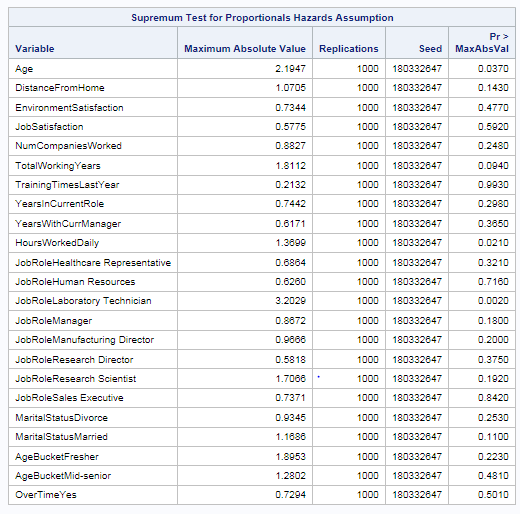 Supremum Test for Proportionals Hazards Assumption
Variable Maximum Absolute Value Replications Seed Pr > MaxAbsVal
Age 2.1947 1000 180332647 0.0370
DistanceFromHome 1.0705 1000 180332647 0.1430
EnvironmentSatisfaction 0.7344 1000 180332647 0.4770
JobSatisfaction 0.5775 1000 180332647 0.5920
NumCompaniesWorked 0.8827 1000 180332647 0.2480
TotalWorkingYears 1.8112 1000 180332647 0.0940
TrainingTimesLastYear 0.2132 1000 180332647 0.9930
YearsInCurrentRole 0.7442 1000 180332647 0.2980
YearsWithCurrManager 0.6171 1000 180332647 0.3650
HoursWorkedDaily 1.3699 1000 180332647 0.0210
JobRoleHealthcare Representative 0.6864 1000 180332647 0.3210
JobRoleHuman Resources 0.6260 1000 180332647 0.7160
JobRoleLaboratory Technician 3.2029 1000 180332647 0.0020
JobRoleManager 0.8672 1000 180332647 0.1800
JobRoleManufacturing Director 0.9666 1000 180332647 0.2000
JobRoleResearch Director 0.5818 1000 180332647 0.3750
JobRoleResearch Scientist 1.7066 1000 180332647 0.1920
JobRoleSales Executive 0.7371 1000 180332647 0.8420
MaritalStatusDivorce 0.9345 1000 180332647 0.2530
MaritalStatusMarried 1.1686 1000 180332647 0.1100
AgeBucketFresher 1.8953 1000 180332647 0.2230
AgeBucketMid-senior 1.2802 1000 180332647 0.4810
OverTimeYes 0.7294 1000 180332647 0.5010